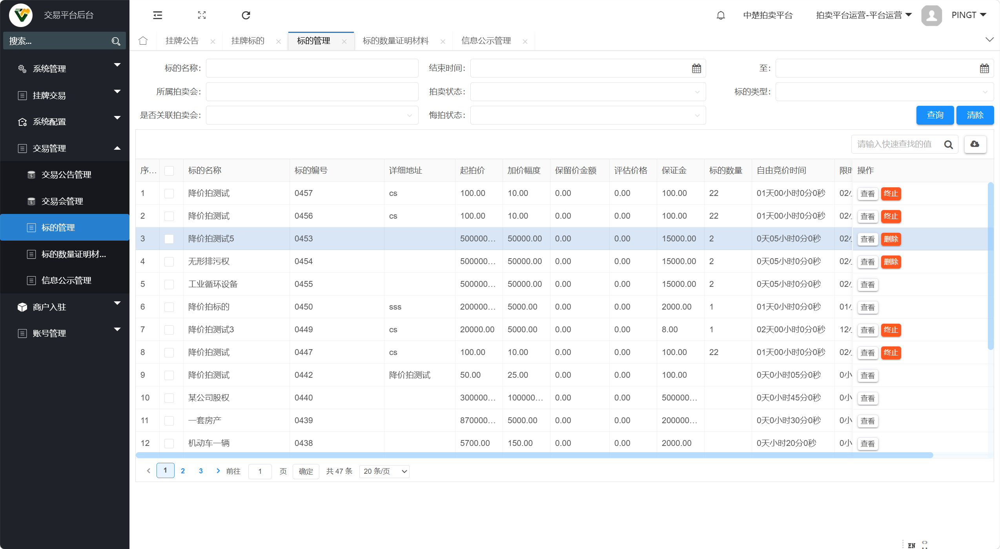 交易平台后台
中楚拍卖平台 拍卖平台运营-平台运营 PINGT
搜索...
挂牌公告 挂牌标的 标的管理 标的数量证明材料 信息公示管理
系统管理
挂牌交易
系统配置
交易管理
交易公告管理
交易会管理
标的管理
标的数量证明材...
信息公示管理
商户入驻
账号管理
标的名称: 结束时间: 至:
所属拍卖会: 拍卖状态: 标的类型:
是否关联拍卖会: 悔拍状态: 查询 清除
请输入快速查找的值
序... 标的名称 标的编号 详细地址 起拍价 加价幅度 保留价金额 评估价格 保证金 标的数量 自由竞价时间 限时 操作
1 降价拍测试 0457 cs 100.00 10.00 0.00 0.00 100.00 22 01天00小时0分0秒 02小 查看 终止
2 降价拍测试 0456 cs 100.00 10.00 0.00 0.00 100.00 22 01天00小时0分0秒 02小 查看 终止
3 降价拍测试5 0453 500000... 50000.00 0.00 0.00 15000.00 2 0天05小时0分0秒 02小 查看 删除
4 无形排污权 0454 500000... 50000.00 0.00 0.00 15000.00 2 0天05小时0分0秒 02小 查看 删除
5 工业循环设备 0455 500000... 50000.00 0.00 0.00 15000.00 2 0天05小时0分0秒 02小 查看
6 降价拍标的 0450 sss 200000... 5000.00 0.00 0.00 2000.00 1 01天0小时0分0秒 01小 查看
7 降价拍测试3 0449 cs 20000.00 5000.00 0.00 0.00 8.00 1 02天00小时0分0秒 12小 查看 终止
8 降价拍测试 0447 cs 100.00 10.00 0.00 0.00 100.00 22 01天00小时0分0秒 02小 查看 终止
9 降价拍测试 0442 降价拍测试 50.00 25.00 0.00 0.00 100.00 0天0小时05分0秒 0小 查看
10 某公司股权 0440 300000... 100000... 0.00 0.00 500000... 0天0小时45分0秒 0小 查看
11 一套房产 0439 870000... 5000.00 0.00 0.00 200000... 0天0小时30分0秒 0小 查看
12 机动车一辆 0438 5700.00 150.00 0.00 0.00 2000.00 0天小时20分0秒 0小 查看
1 2 3 前往 1 页 确定 共 47 条 20 条/页
EN